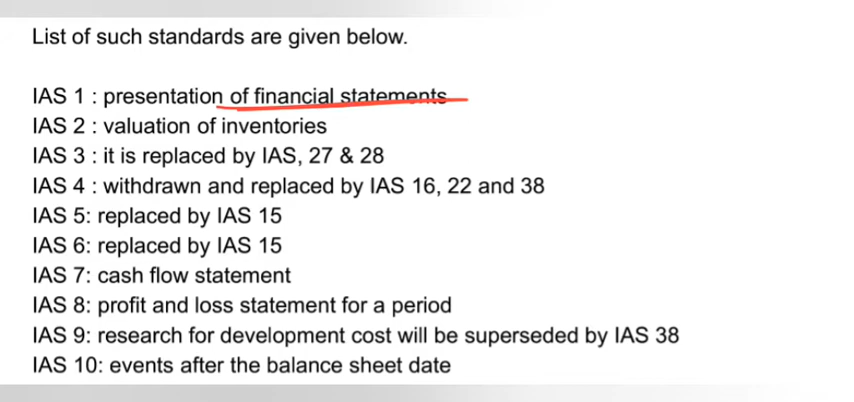 List of such standards are given below.
IAS 1 : presentation of financial statements
IAS 2 : valuation of inventories
IAS 3 : it is replaced by IAS, 27 & 28
IAS 4 : withdrawn and replaced by IAS 16, 22 and 38
IAS 5: replaced by IAS 15
IAS 6: replaced by IAS 15
IAS 7: cash flow statement
IAS 8: profit and loss statement for a period
IAS 9: research for development cost will be superseded by IAS 38
IAS 10: events after the balance sheet date